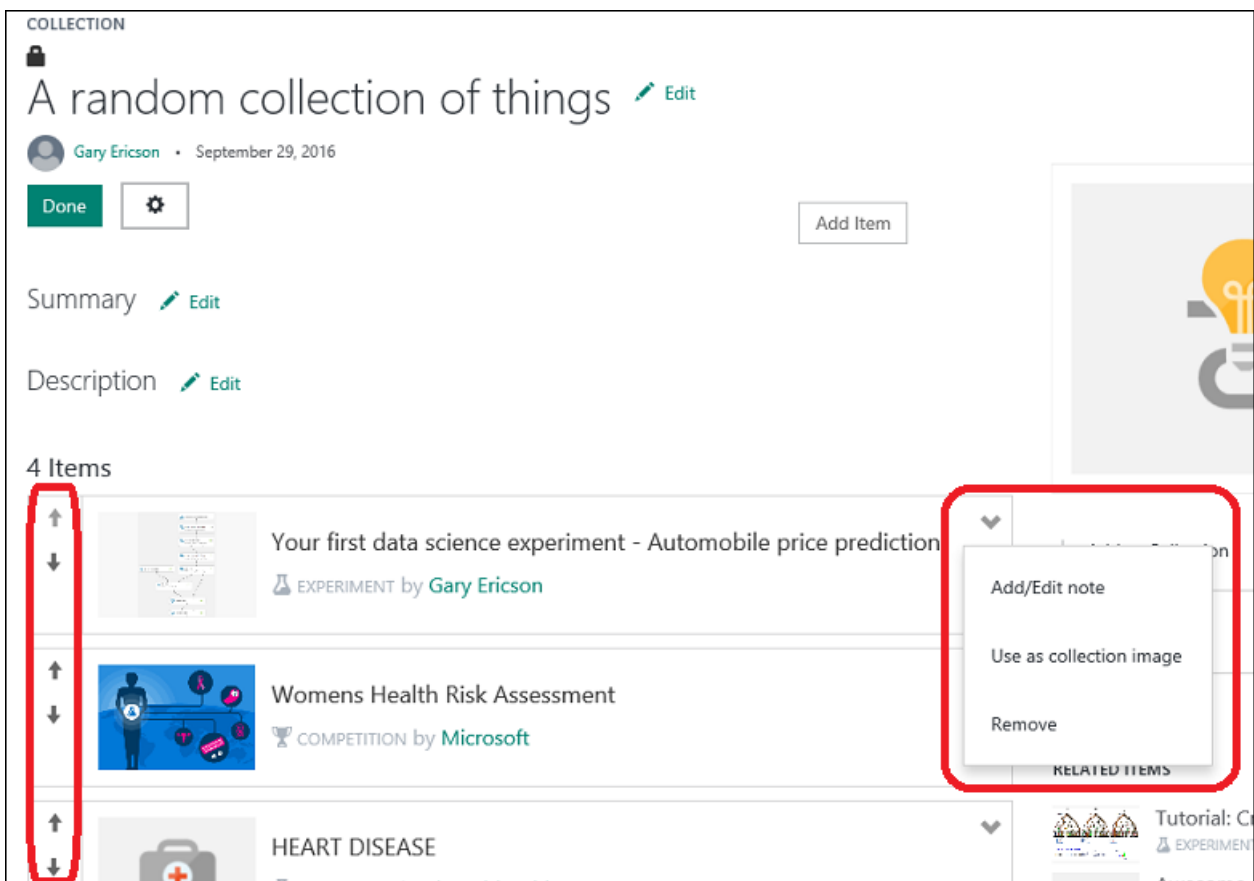 COLLECTION
A random collection of things Edit
Gary Ericson • September 29, 2016
Done
Add Item
Summary Edit
Description Edit
4 Items
Your first data science experiment - Automobile price prediction
EXPERIMENT by Gary Ericson
Add/Edit note
Use as collection image
Remove
Womens Health Risk Assessment
COMPETITION by Microsoft
RELATED ITEMS
HEART DISEASE
Tutorial:
EXPERIMENT